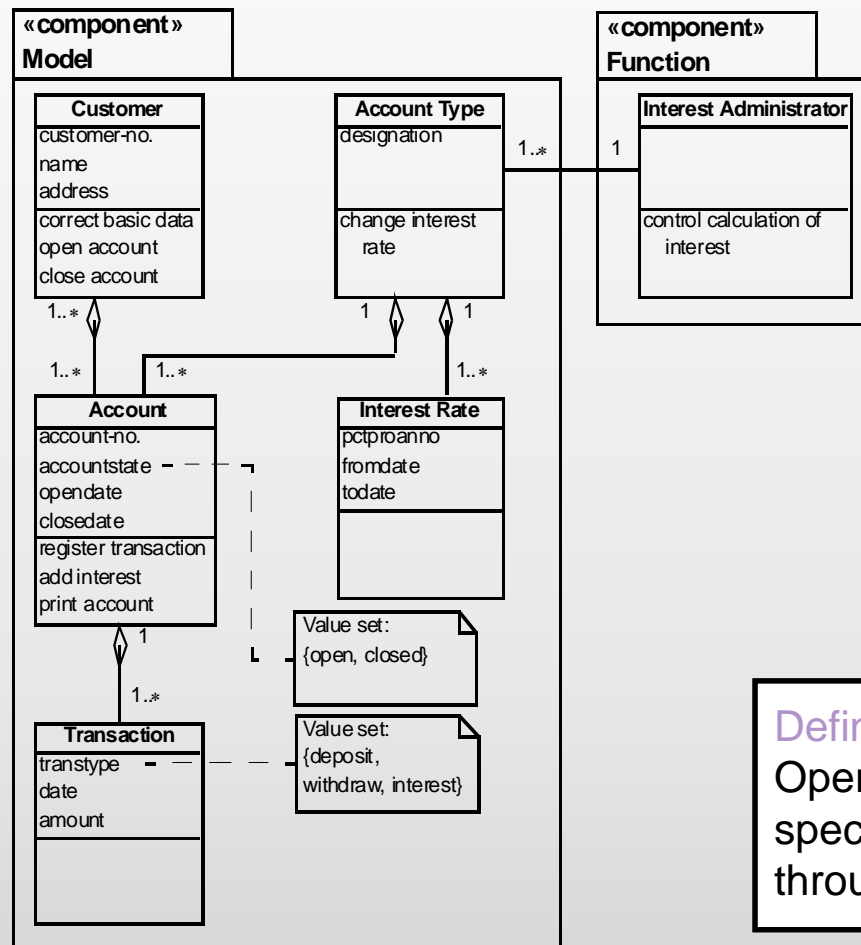 «component»
Model
Customer
customer-no.
name
address
correct basic data
open account
close account
1..*
1..*
Account Type
designation
change interest
rate
1..*
1
1
1
1..*
1..*
Account
account-no.
accountstate
opendate
closedate
register transaction
add interest
print account
Interest Rate
pctproanno
fromdate
todate
Value set:
{open, closed}
1
1..*
Transaction
transtype
date
amount
Value set:
{deposit,
withdraw, interest}
«component»
Function
Interest Administrator
control calculation of
interest